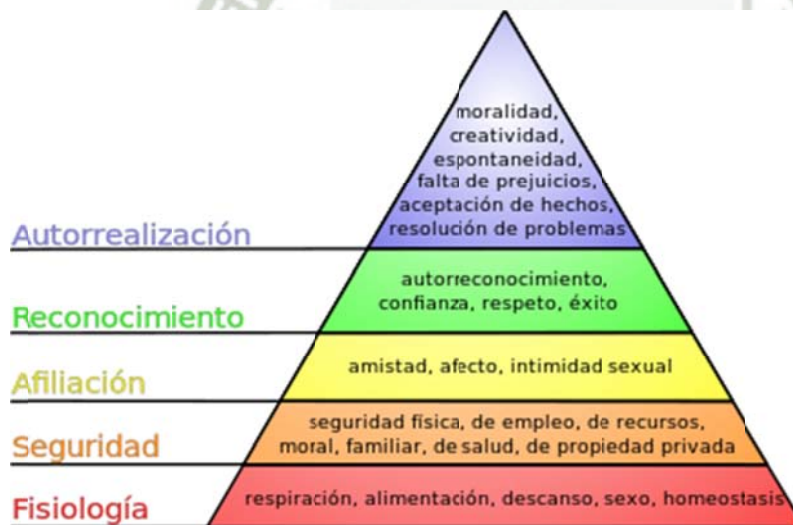 moralidad,
creatividad,
espontaneidad,
falta de prejuicios,
aceptación de hechos,
resolución de problemas
Autorrealización
autorreconocimiento,
confianza, respeto, éxito
Reconocimiento
amistad, afecto, intimidad sexual
Afiliación
seguridad física, de empleo, de recursos,
moral, familiar, de salud, de propiedad privada
Seguridad
respiración, alimentación, descanso, sexo, homeostasis
Fisiología